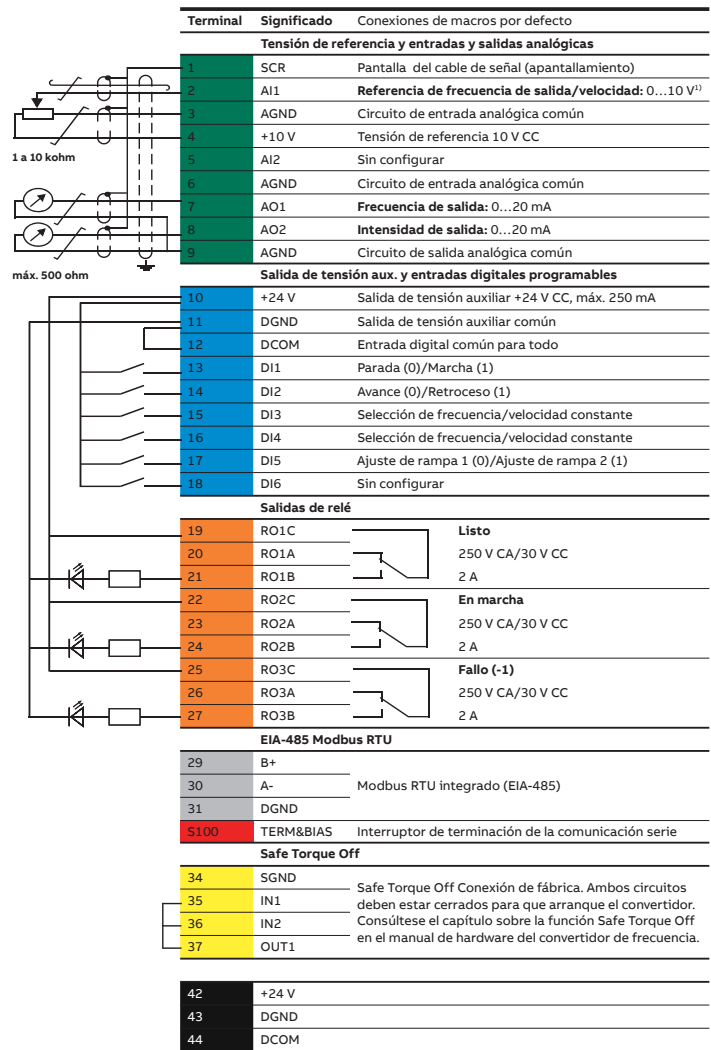 Terminal Significado Conexiones de macros por defecto
Tensión de referencia y entradas y salidas analógicas
1 SCR Pantalla del cable de señal (apantallamiento)
2 AI1 Referencia de frecuencia de salida/velocidad: 0...10 V1)
3 AGND Circuito de entrada analógica común
4 +10 V Tensión de referencia 10 V CC
1 a 10 kohm
5 AI2 Sin configurar
6 AGND Circuito de entrada analógica común
7 AO1 Frecuencia de salida: 0...20 mA
8 AO2 Intensidad de salida: 0...20 mA
9 AGND Circuito de salida analógica común
máx. 500 ohm
Salida de tensión aux. y entradas digitales programables
10 +24 V Salida de tensión auxiliar +24 V CC, máx. 250 mA
11 DGND Salida de tensión auxiliar común
12 DCOM Entrada digital común para todo
13 DI1 Parada (0)/Marcha (1)
14 DI2 Avance (0)/Retroceso (1)
15 DI3 Selección de frecuencia/velocidad constante
16 DI4 Selección de frecuencia/velocidad constante
17 DI5 Ajuste de rampa 1 (0)/Ajuste de rampa 2 (1)
18 DI6 Sin configurar
Salidas de relé
19 RO1C Listo
20 RO1A 250 V CA/30 V CC
21 RO1B 2 A
22 RO2C En marcha
23 RO2A 250 V CA/30 V CC
24 RO2B 2 A
25 RO3C Fallo (-1)
26 RO3A 250 V CA/30 V CC
27 RO3B 2 A
EIA-485 Modbus RTU
29 B+
30 A- Modbus RTU integrado (EIA-485)
31 DGND
S100 TERM&BIAS Interruptor de terminación de la comunicación serie
Safe Torque Off
34 SGND
35 IN1
36 IN2
37 OUT1
Safe Torque Off Conexión de fábrica. Ambos circuitos
deben estar cerrados para que arranque el convertidor.
Consúltese el capítulo sobre la función Safe Torque Off
en el manual de hardware del convertidor de frecuencia.
42 +24 V
43 DGND
44 DCOM